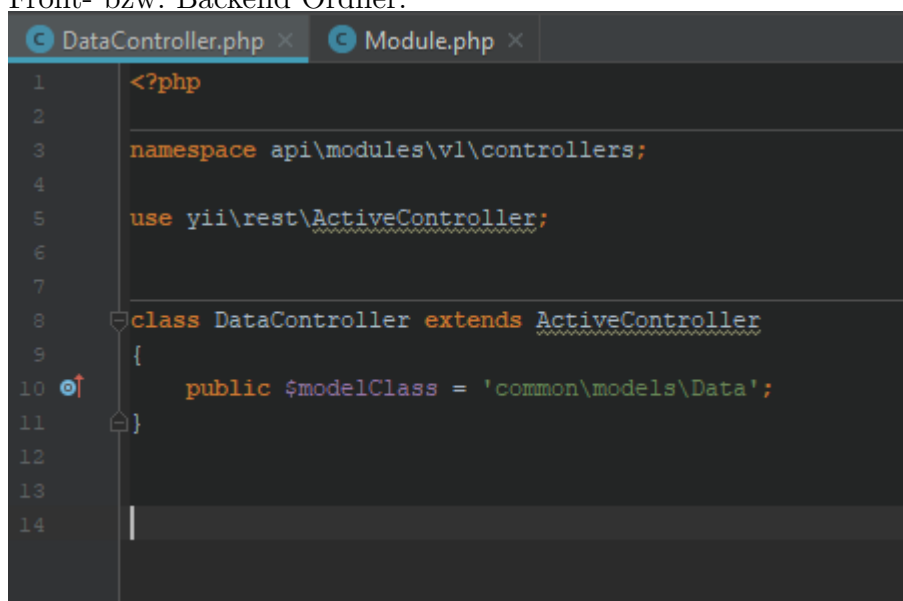 Front- bzw. Backend Ordner.
DataController.php Module.php
1 <?php
2
3 namespace api\modules\v1\controllers;
4
5 use yii\rest\ActiveController;
6
7
8 class DataController extends ActiveController
9 {
10 public $modelClass = 'common\models\Data';
11 }
12
13
14